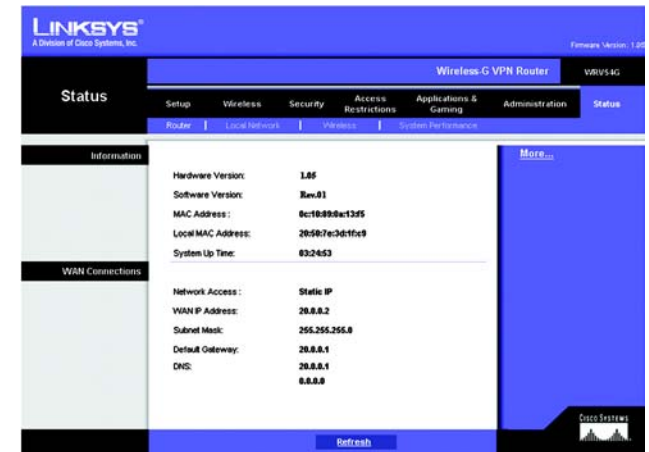 LINKSYS®
A Division of Cisco Systems, Inc.
Firmware Version: 1.05
Wireless-G VPN Router WRV54G
Status
Setup Wireless Security Access Restrictions Applications & Gaming Administration Status
Router | Local Network | Wireless | System Performance
Information
More...
Hardware Version: 1.05
Software Version: Rev.01
MAC Address : 0c:10:89:0a:13:f5
Local MAC Address: 20:50:7e:3d:1f:c9
System Up Time: 03:24:53
WAN Connections
Network Access : Static IP
WAN IP Address: 20.0.0.2
Subnet Mask: 255.255.255.0
Default Gateway: 20.0.0.1
DNS: 20.0.0.1
0.0.0.0
Refresh
CISCO SYSTEMS